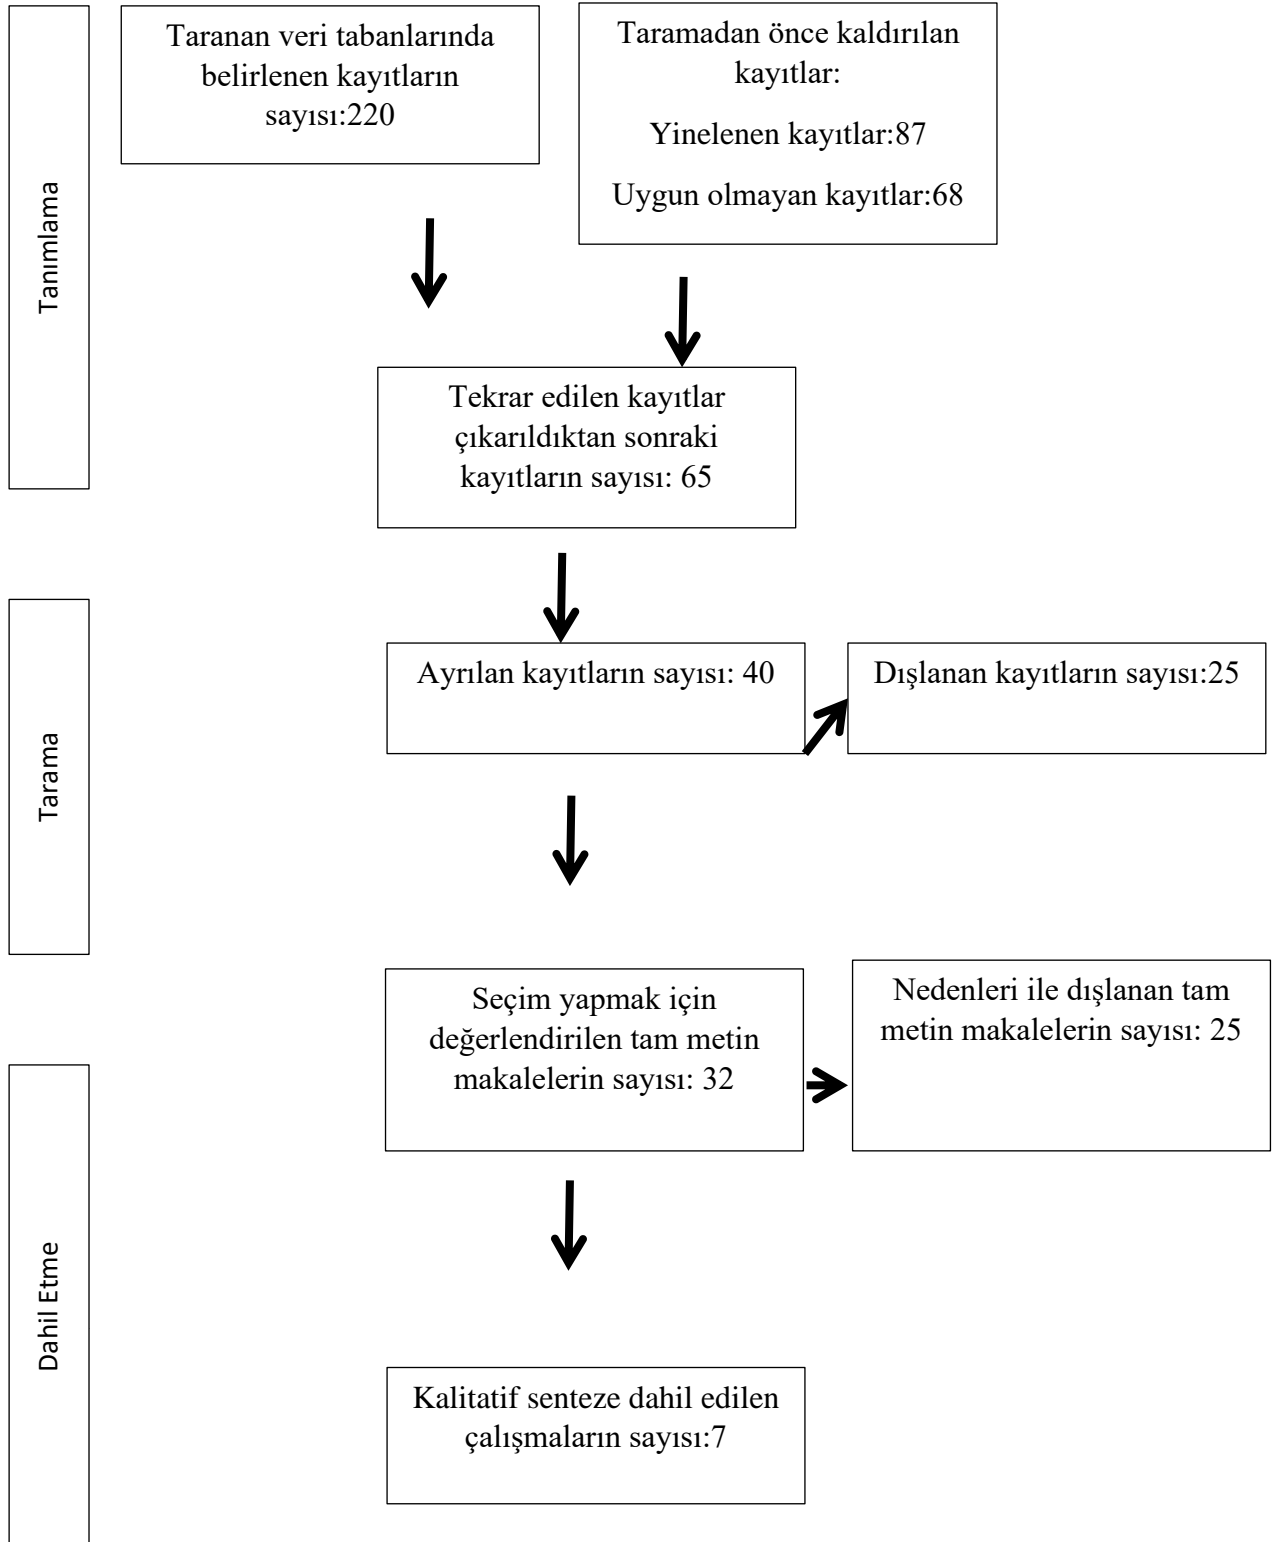 Tanımlama
Taranan veri tabanlarında
belirlenen kayıtların
sayısı:220
Taramadan önce kaldırılan
kayıtlar:
Yinelenen kayıtlar:87
Uygun olmayan kayıtlar:68
Tekrar edilen kayıtlar
çıkarıldıktan sonraki
kayıtların sayısı: 65
Tarama
Ayrılan kayıtların sayısı: 40
Dışlanan kayıtların sayısı:25
Seçim yapmak için
değerlendirilen tam metin
makalelerin sayısı: 32
Nedenleri ile dışlanan tam
metin makalelerin sayısı: 25
Dahil Etme
Kalitatif senteze dahil edilen
çalışmaların sayısı:7